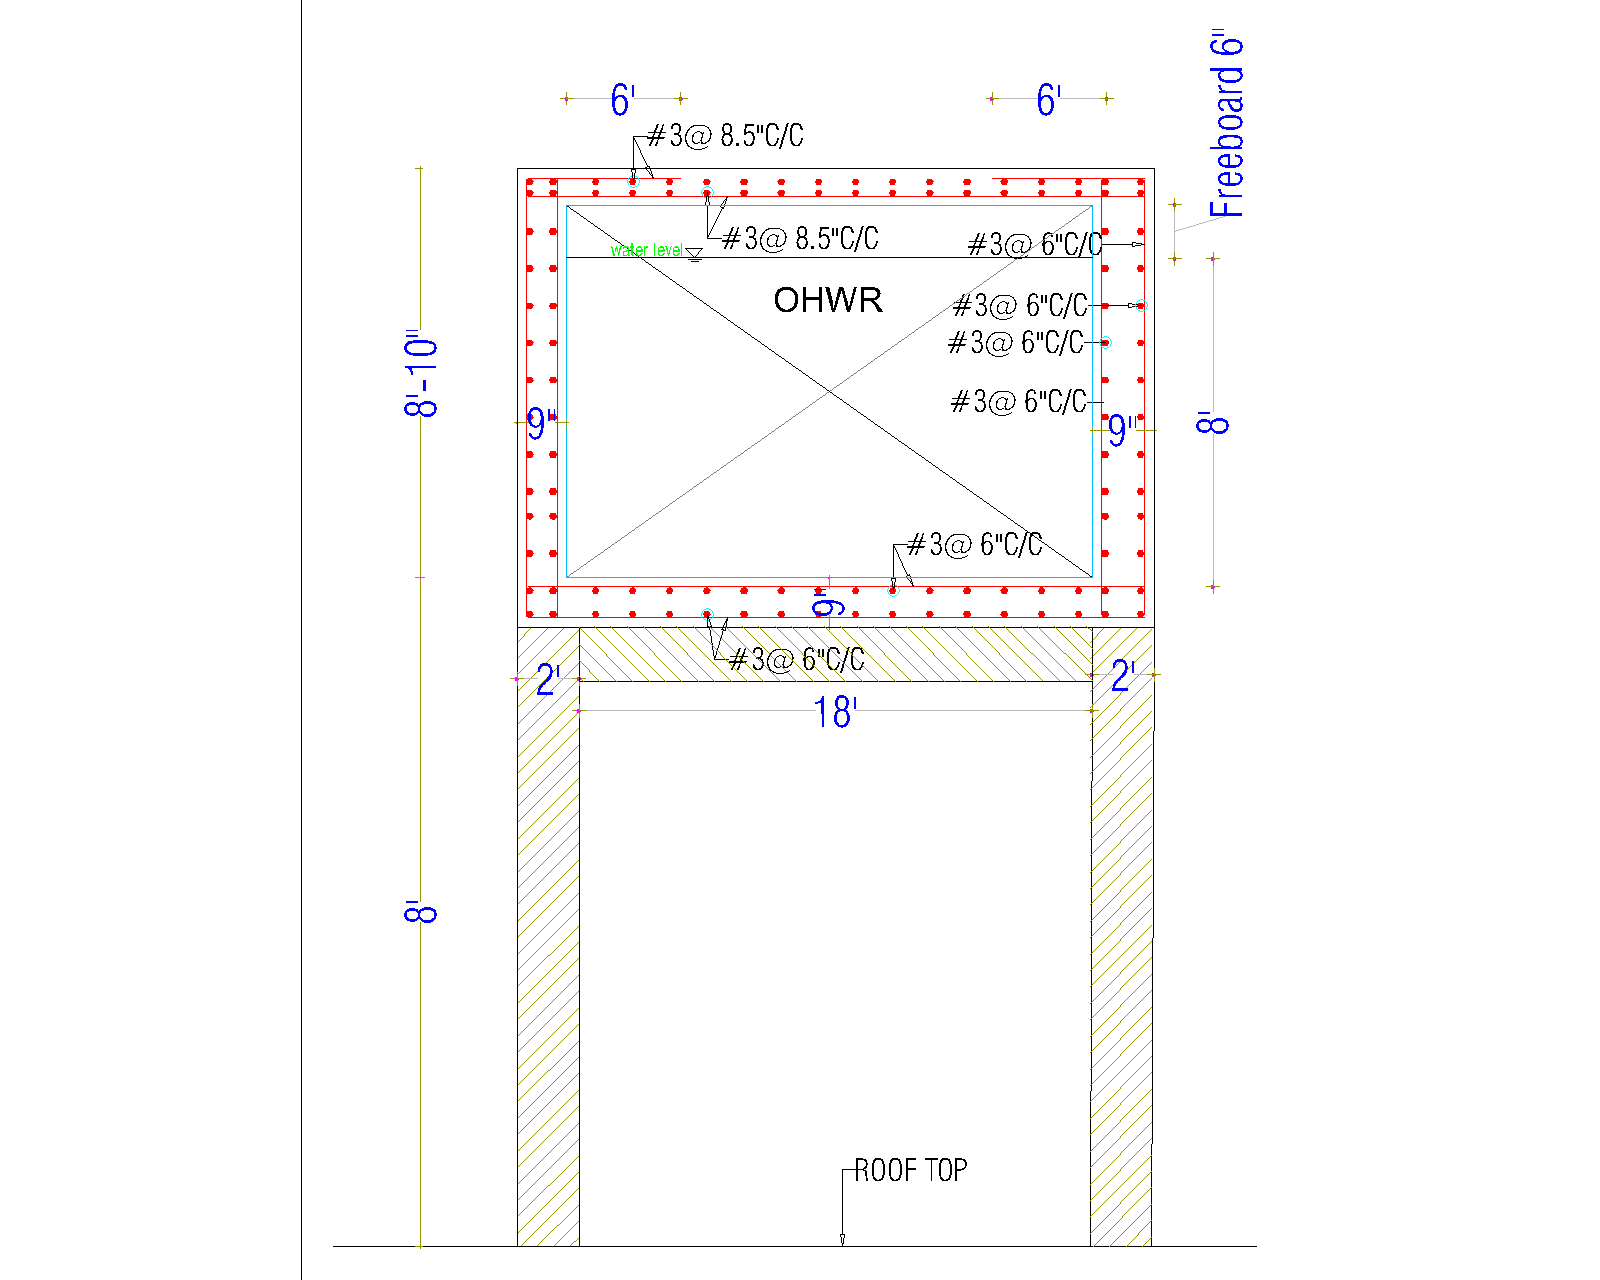 6'
6'
Freeboard 6"
#3@ 8.5"C/C
#3@ 8.5"C/C
#3@ 6"C/C
water level
OHWR
#3@ 6"C/C
#3@ 6"C/C
8'-10"
#3@ 6"C/C
9"
9"
8'
#3@ 6"C/C
9"
#3@ 6"C/C
2'
2'
18'
8'
ROOF TOP